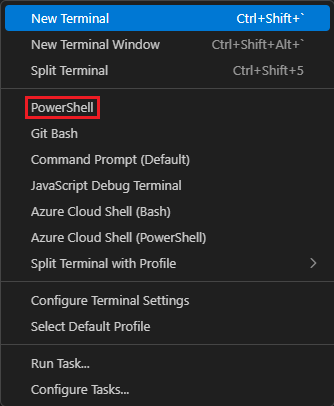 New Terminal Ctrl+Shift+`
New Terminal Window Ctrl+Shift+Alt+`
Split Terminal Ctrl+Shift+5
PowerShell
Git Bash
Command Prompt (Default)
JavaScript Debug Terminal
Azure Cloud Shell (Bash)
Azure Cloud Shell (PowerShell)
Split Terminal with Profile
Configure Terminal Settings
Select Default Profile
Run Task...
Configure Tasks...